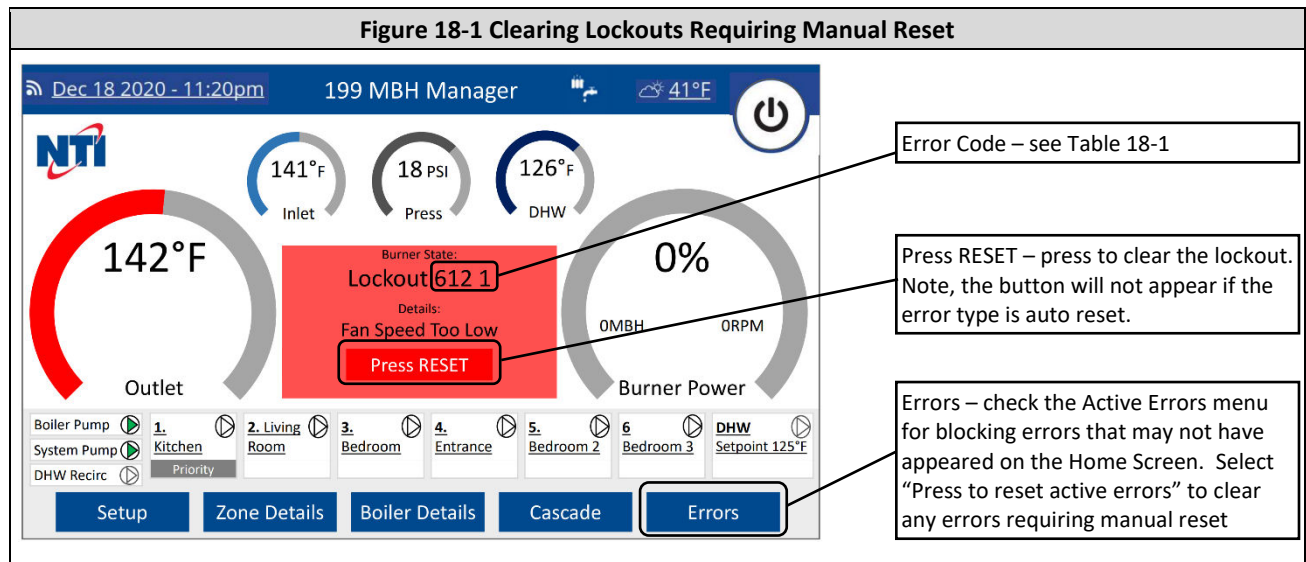 Figure 18-1 Clearing Lockouts Requiring Manual Reset
Dec 18 2020 - 11:20pm
199 MBH Manager
41°F
NTI
141°F
Inlet
18 PSI
Press
126°F
DHW
142°F
Outlet
Burner State:
Lockout 612 1
Details:
Fan Speed Too Low
Press RESET
0%
0MBH
0RPM
Burner Power
Boiler Pump
System Pump
DHW Recirc
1.
Kitchen
Priority
2. Living
Room
3.
Bedroom
4.
Entrance
5.
Bedroom 2
6
Bedroom 3
DHW
Setpoint 125°F
Setup
Zone Details
Boiler Details
Cascade
Errors
Error Code – see Table 18-1
Press RESET – press to clear the lockout.
Note, the button will not appear if the
error type is auto reset.
Errors – check the Active Errors menu
for blocking errors that may not have
appeared on the Home Screen. Select
“Press to reset active errors” to clear
any errors requiring manual reset